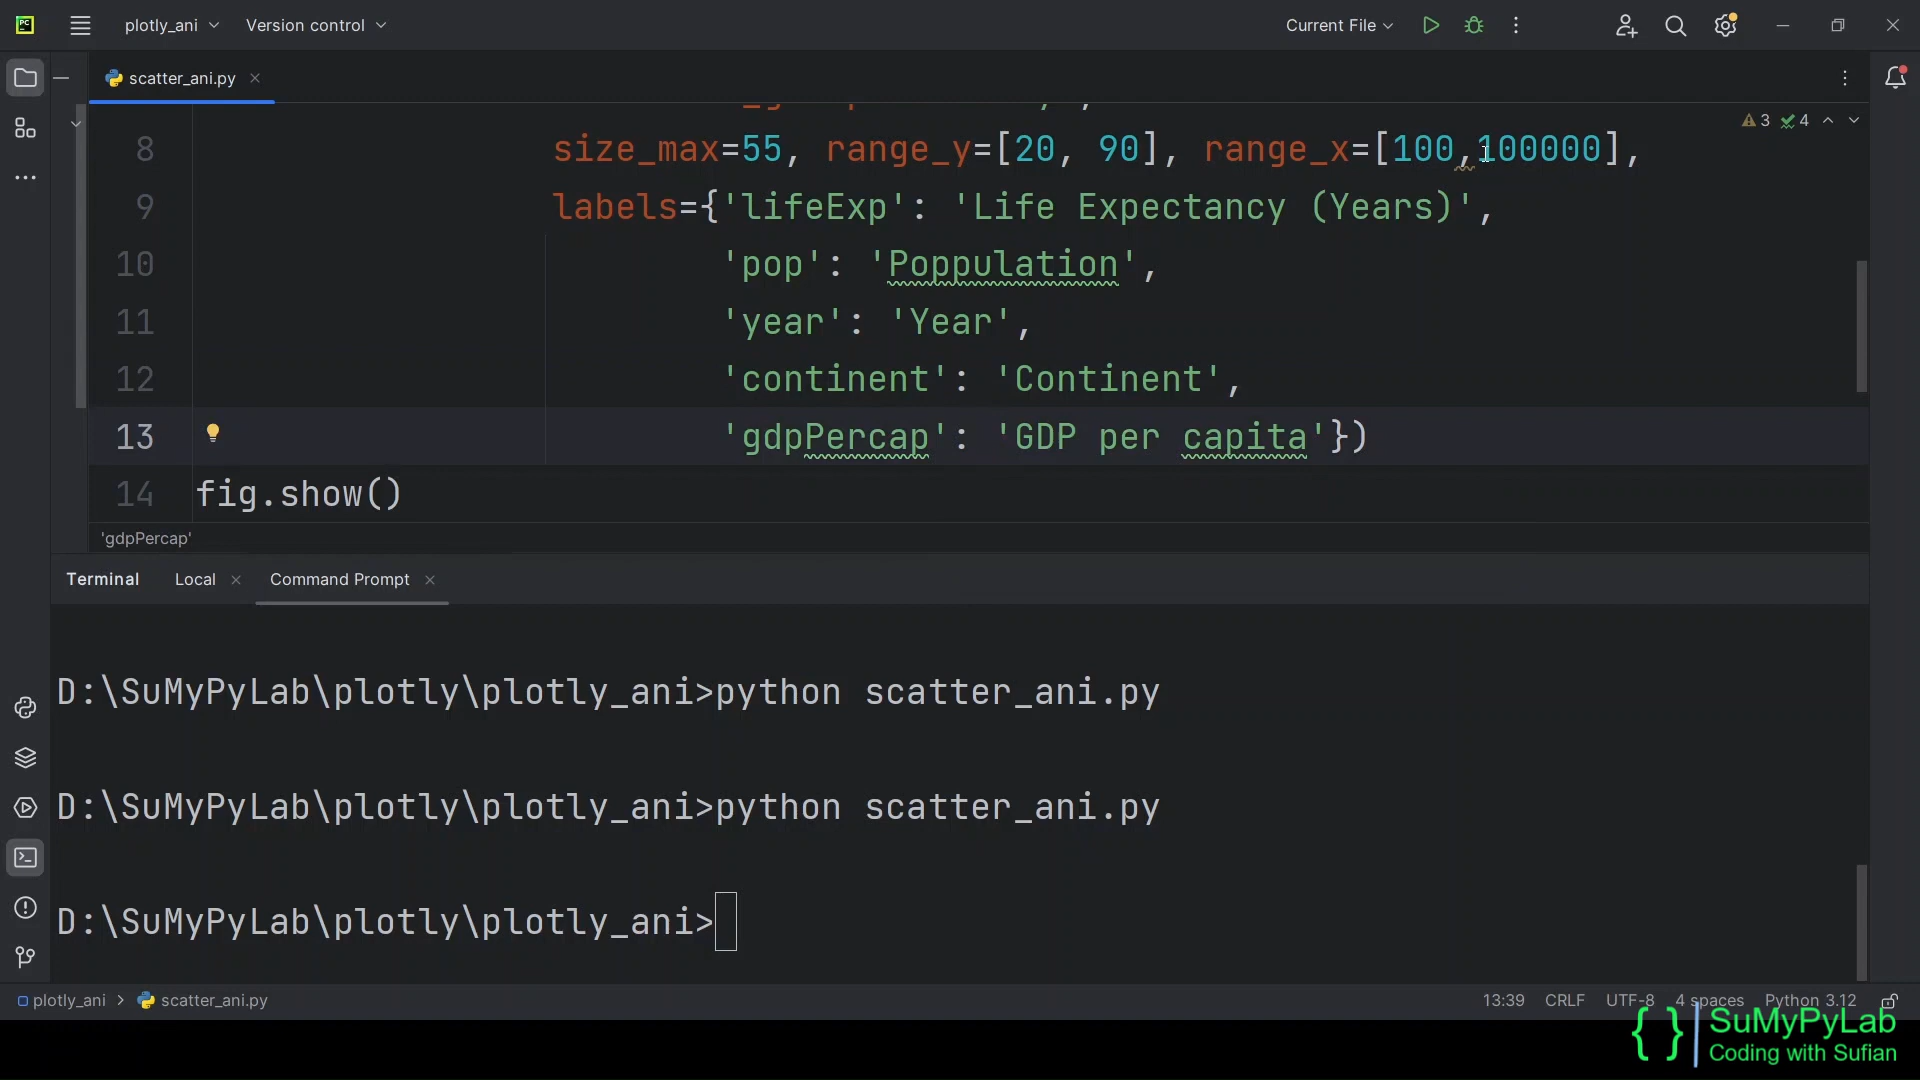 PC
plotly_ani
Version control
Current File
scatter_ani.py
3 4
8 size_max=55, range_y=[20, 90], range_x=[100,100000],
9 labels={'lifeExp': 'Life Expectancy (Years)',
10 'pop': 'Poppulation',
11 'year': 'Year',
12 'continent': 'Continent',
13 'gdpPercap': 'GDP per capita'})
14 fig.show()
'gdpPercap'
Terminal Local Command Prompt
D:\SuMyPyLab\plotly\plotly_ani>python scatter_ani.py
D:\SuMyPyLab\plotly\plotly_ani>python scatter_ani.py
D:\SuMyPyLab\plotly\plotly_ani>
plotly_ani > scatter_ani.py
13:39 CRLF UTF-8 4 spaces Python 3.12
{ } SuMyPyLab
Coding with Sufian